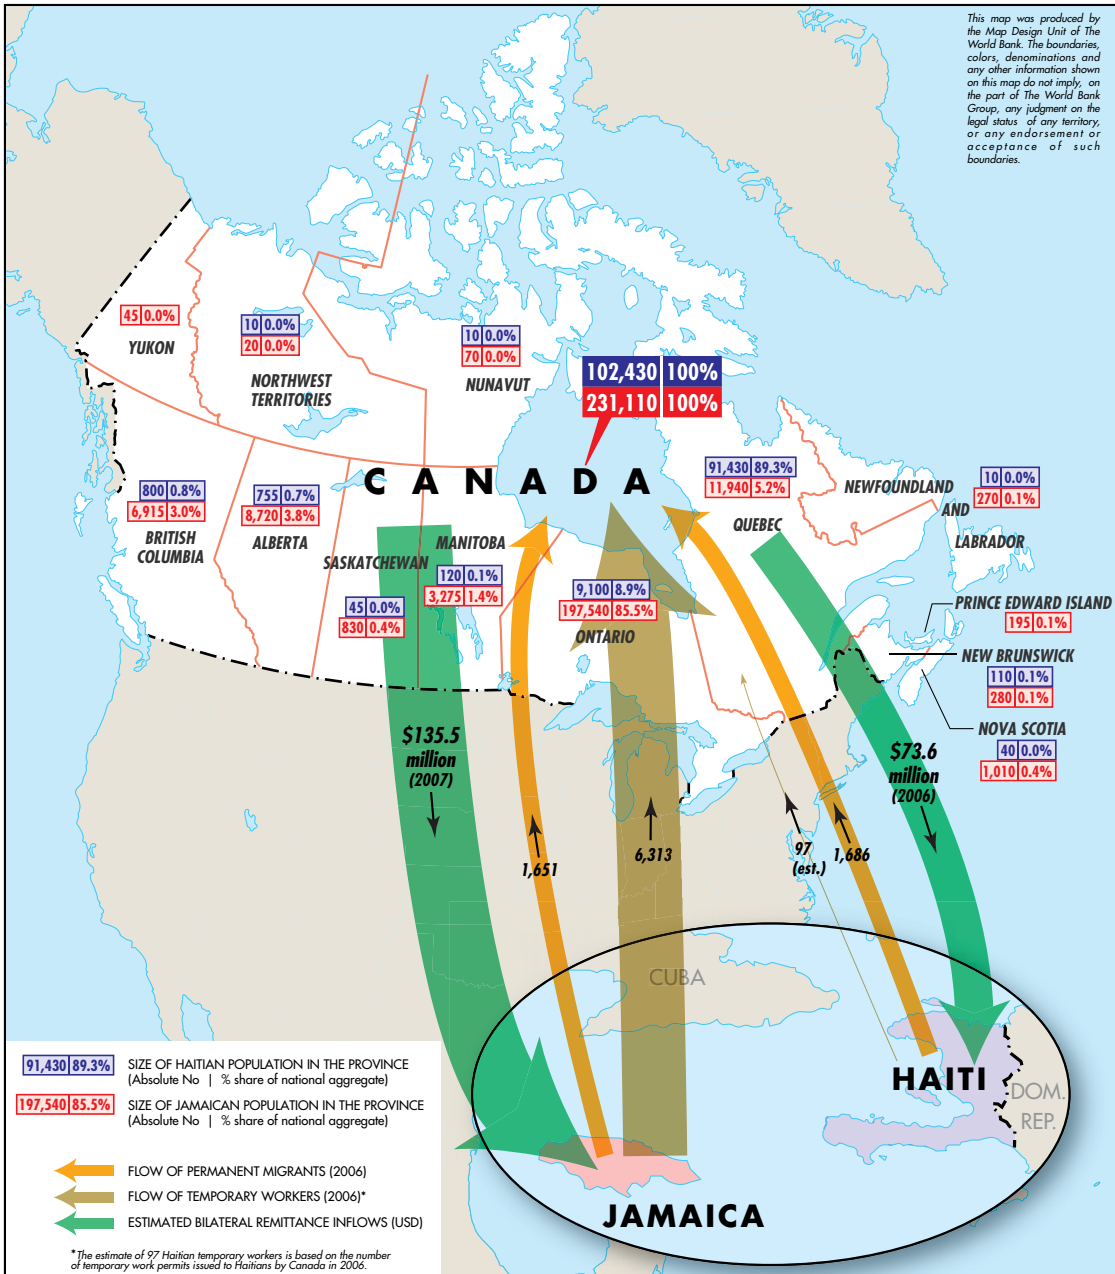 This map was produced by
the Map Design Unit of The
World Bank. The boundaries,
colors, denominations and
any other information shown
on this map do not imply, on
the part of The World Bank
Group, any judgment on the
legal status of any territory,
or any endorsement or
acceptance of such
boundaries.
45 0.0%
YUKON
10 0.0%
20 0.0%
NORTHWEST
TERRITORIES
10 0.0%
70 0.0%
NUNAVUT
102,430 100%
231,110 100%
CANADA
800 0.8%
6,915 3.0%
BRITISH
COLUMBIA
755 0.7%
8,720 3.8%
ALBERTA
SASKATCHEWAN
45 0.0%
830 0.4%
MANITOBA
120 0.1%
3,275 1.4%
9,100 8.9%
197,540 85.5%
ONTARIO
91,430 89.3%
11,940 5.2%
QUEBEC
NEWFOUNDLAND
AND
LABRADOR
10 0.0%
270 0.1%
PRINCE EDWARD ISLAND
195 0.1%
NEW BRUNSWICK
110 0.1%
280 0.1%
NOVA SCOTIA
40 0.0%
1,010 0.4%
$135.5
million
(2007)
1,651
6,313
97
(est.)
1,686
$73.6
million
(2006)
CUBA
HAITI
DOM.
REP.
JAMAICA
91,430 89.3%
SIZE OF HAITIAN POPULATION IN THE PROVINCE
(Absolute No | % share of national aggregate)
197,540 85.5%
SIZE OF JAMAICAN POPULATION IN THE PROVINCE
(Absolute No | % share of national aggregate)
FLOW OF PERMANENT MIGRANTS (2006)
FLOW OF TEMPORARY WORKERS (2006)*
ESTIMATED BILATERAL REMITTANCE INFLOWS (USD)
*The estimate of 97 Haitian temporary workers is based on the number
of temporary work permits issued to Haitians by Canada in 2006.